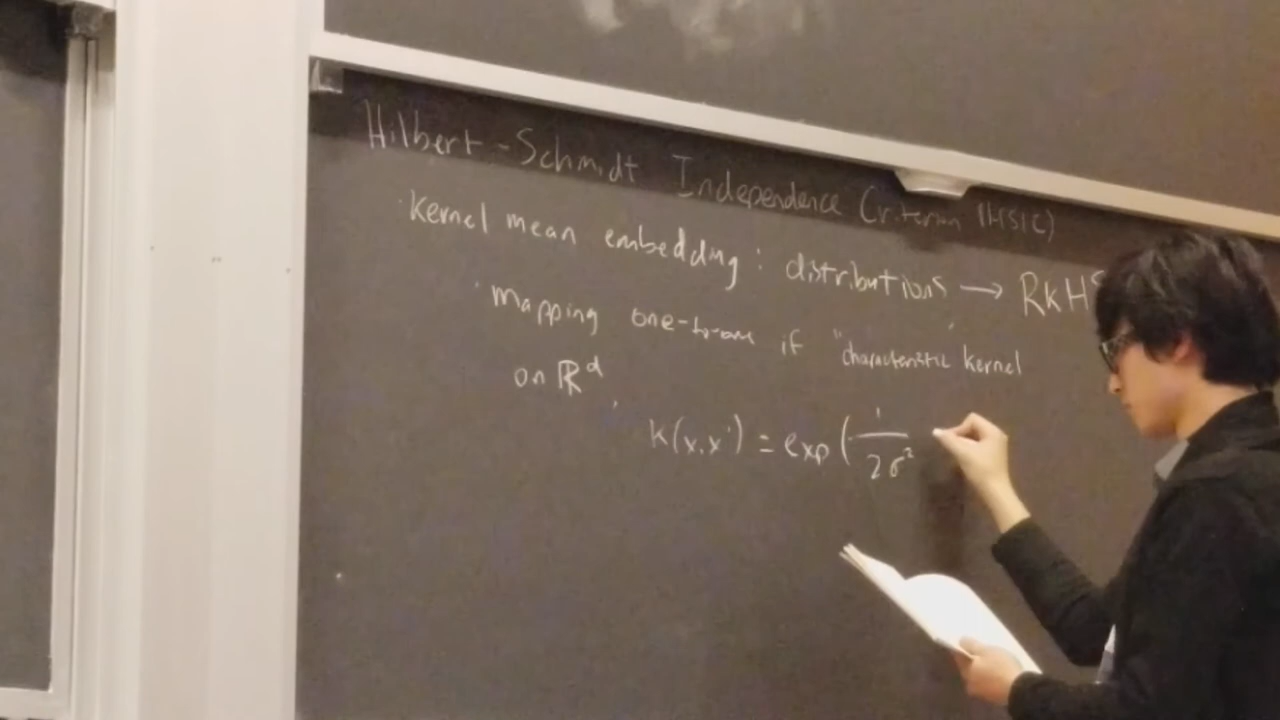 Hilbert-Schmidt Independence Criterion (HSIC)
kernel mean embedding: distributions → RKHS
mapping one-to-one if "characteristic" kernel
on ℝᵈ
k(x,x') = exp(1/2σ²